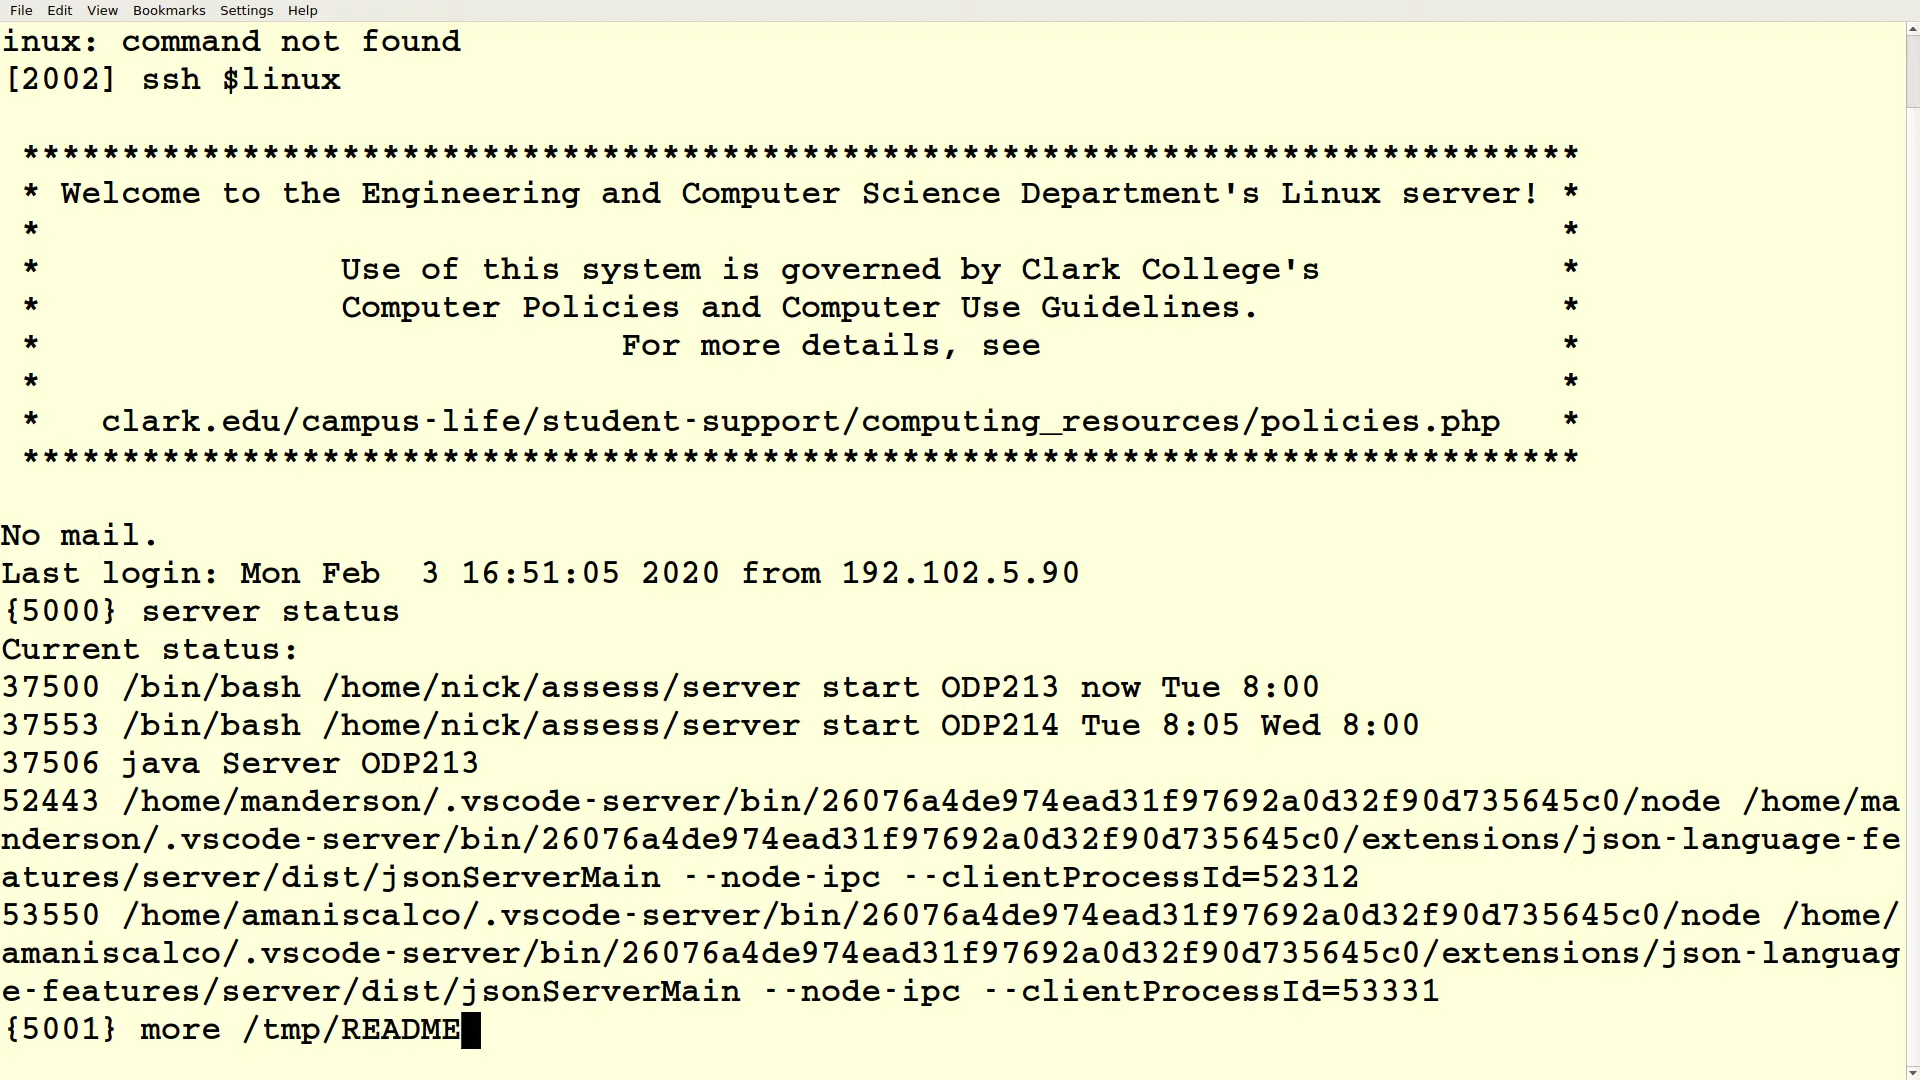 File Edit View Bookmarks Settings Help
inux: command not found
[2002] ssh $linux
******************************************************************************
* Welcome to the Engineering and Computer Science Department's Linux server! *
* *
* Use of this system is governed by Clark College's *
* Computer Policies and Computer Use Guidelines. *
* For more details, see *
* *
* clark.edu/campus-life/student-support/computing_resources/policies.php *
******************************************************************************
No mail.
Last login: Mon Feb  3 16:51:05 2020 from 192.102.5.90
{5000} server status
Current status:
37500 /bin/bash /home/nick/assess/server start ODP213 now Tue 8:00
37553 /bin/bash /home/nick/assess/server start ODP214 Tue 8:05 Wed 8:00
37506 java Server ODP213
52443 /home/manderson/.vscode-server/bin/26076a4de974ead31f97692a0d32f90d735645c0/node /home/ma
nderson/.vscode-server/bin/26076a4de974ead31f97692a0d32f90d735645c0/extensions/json-language-fe
atures/server/dist/jsonServerMain --node-ipc --clientProcessId=52312
53550 /home/amaniscalco/.vscode-server/bin/26076a4de974ead31f97692a0d32f90d735645c0/node /home/
amaniscalco/.vscode-server/bin/26076a4de974ead31f97692a0d32f90d735645c0/extensions/json-languag
e-features/server/dist/jsonServerMain --node-ipc --clientProcessId=53331
{5001} more /tmp/README